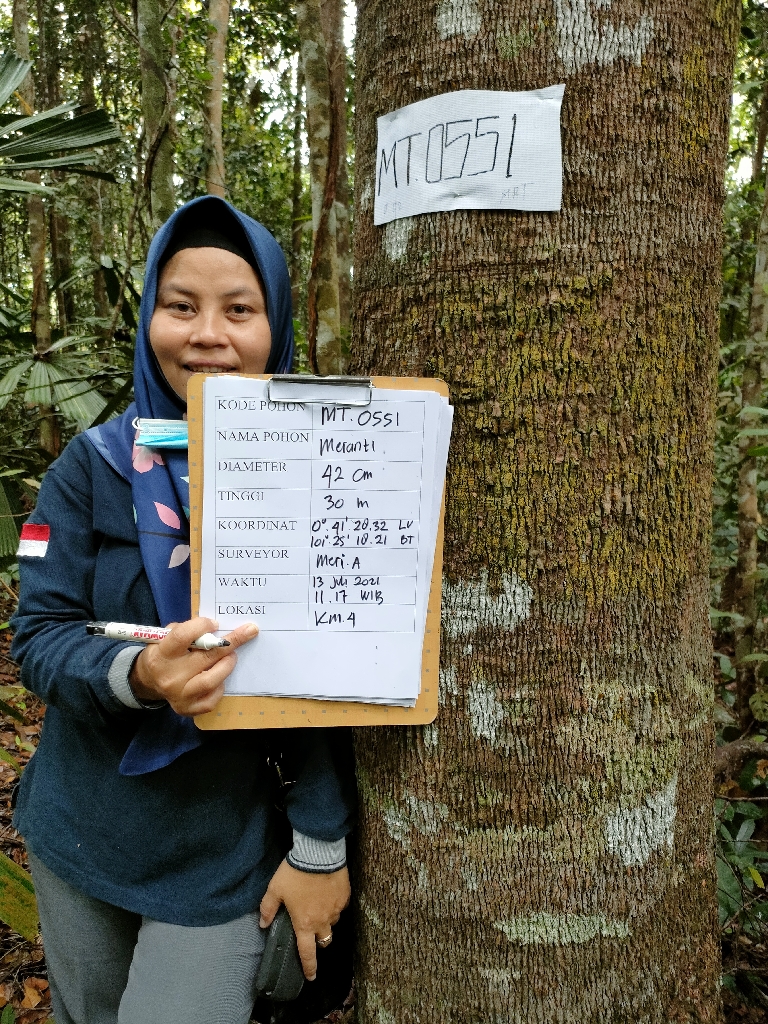 MT.0551
MRT
KODE POHON MT.0551
NAMA POHON Meranti.
DIAMETER 42 cm
TINGGI 30 m
KOORDINAT 0° 41' 28.32 LU
101° 25' 18.21 BT
SURVEYOR Meri.A
WAKTU 13 Juli 2021
11.17 WIB
LOKASI Km.4